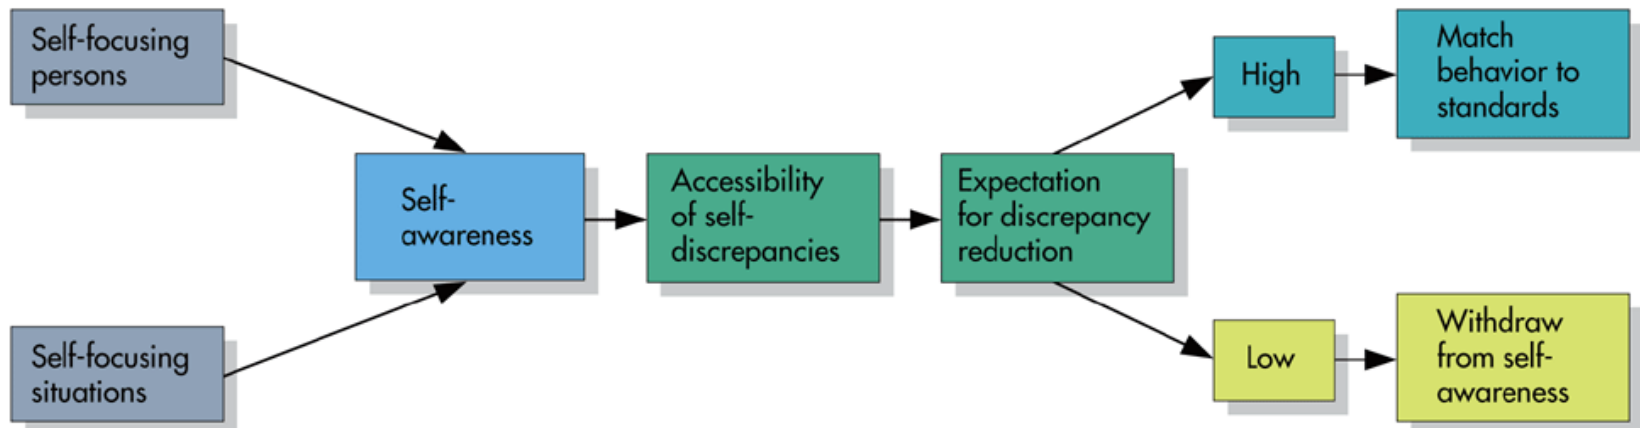 Self-focusing
persons
Self-focusing
situations
Self-
awareness
Accessibility
of self-
discrepancies
Expectation
for discrepancy
reduction
High
Match
behavior to
standards
Low
Withdraw
from self-
awareness